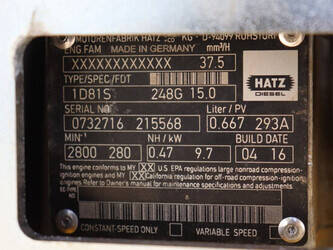 MOTORENFABRIK HATZ GMBH CO KG · D-94099 RUHSTORF
ENG FAM MADE IN GERMANY mm³/H
XXXXXXXXXXXX 37.5
TYPE/SPEC/FDT
1D81S 248G 15.0
HATZ
DIESEL
SERIAL NO Liter / PV
0732716 215568 0.667 293A
MIN⁻¹ NH / kW BUILD DATE
2800 280 0.47 9.7 04 16
This engine conforms to MY XX U.S. EPA regulations large nonroad compression-
ignition engines and MY XX California regulation for off-road compression-ignition
engines. Refer to Owner's manual for maintenance specifications and adjustments.
CONSTANT-SPEED ONLY VARIABLE SPEED